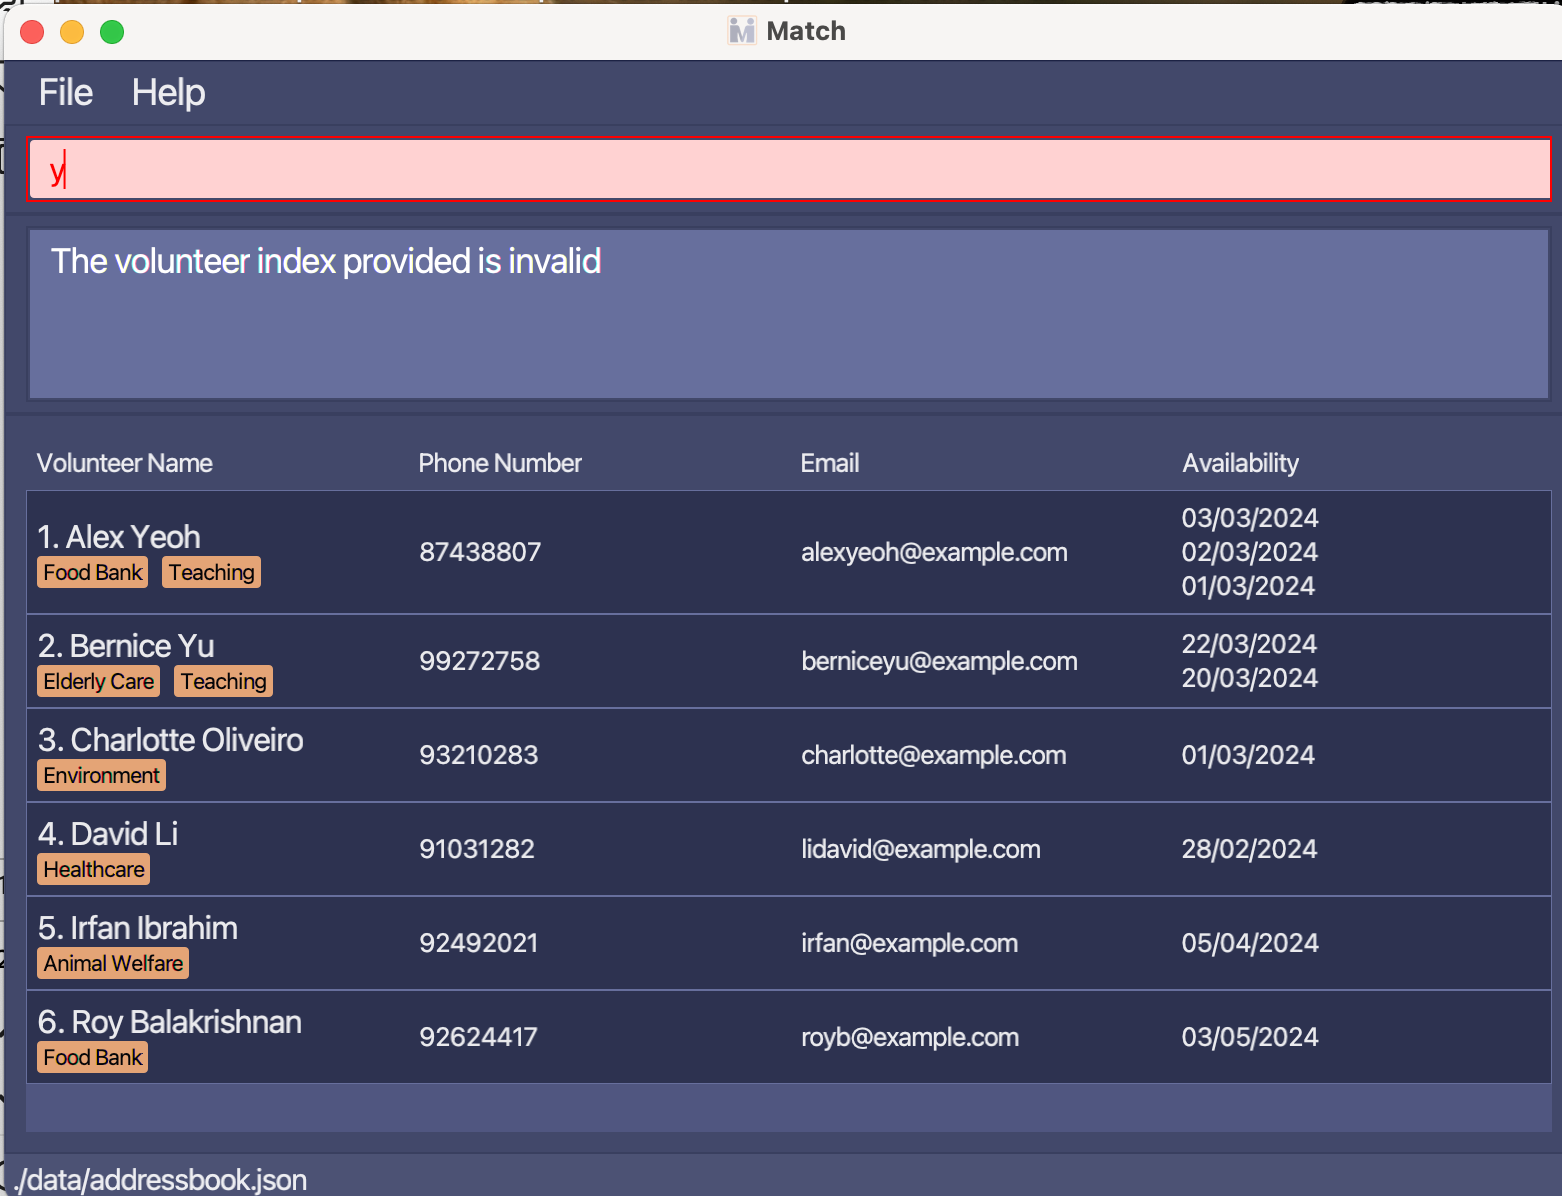 Match
File Help
y
The volunteer index provided is invalid
Volunteer Name Phone Number Email Availability
1. Alex Yeoh
Food Bank Teaching
87438807
alexyeoh@example.com
03/03/2024
02/03/2024
01/03/2024
2. Bernice Yu
Elderly Care Teaching
99272758
berniceyu@example.com
22/03/2024
20/03/2024
3. Charlotte Oliveiro
Environment
93210283
charlotte@example.com
01/03/2024
4. David Li
Healthcare
91031282
lidavid@example.com
28/02/2024
5. Irfan Ibrahim
Animal Welfare
92492021
irfan@example.com
05/04/2024
6. Roy Balakrishnan
Food Bank
92624417
royb@example.com
03/05/2024
./data/addressbook.json